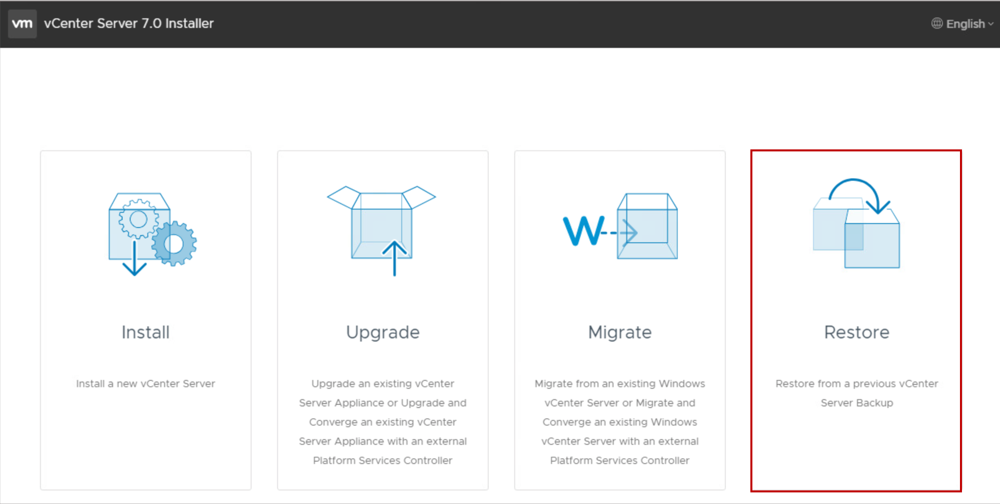 vm vCenter Server 7.0 Installer
English
W
Install
Install a new vCenter Server
Upgrade
Upgrade an existing vCenter
Server Appliance or Upgrade and
Converge an existing vCenter
Server Appliance with an external
Platform Services Controller
Migrate
Migrate from an existing Windows
vCenter Server or Migrate and
Converge an existing Windows
vCenter Server with an external
Platform Services Controller
Restore
Restore from a previous vCenter
Server Backup